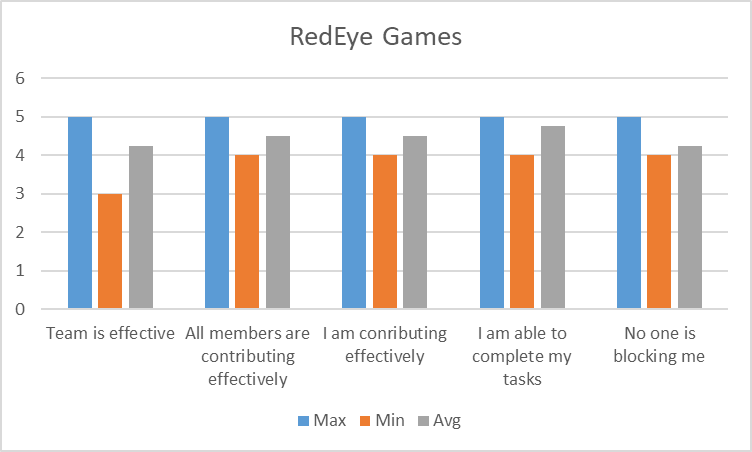 RedEye Games
6
5
4
3
2
1
0
Team is effective
All members are
contributing
effectively
I am conributing
effectively
I am able to
complete my
tasks
No one is
blocking me
Max
Min
Avg